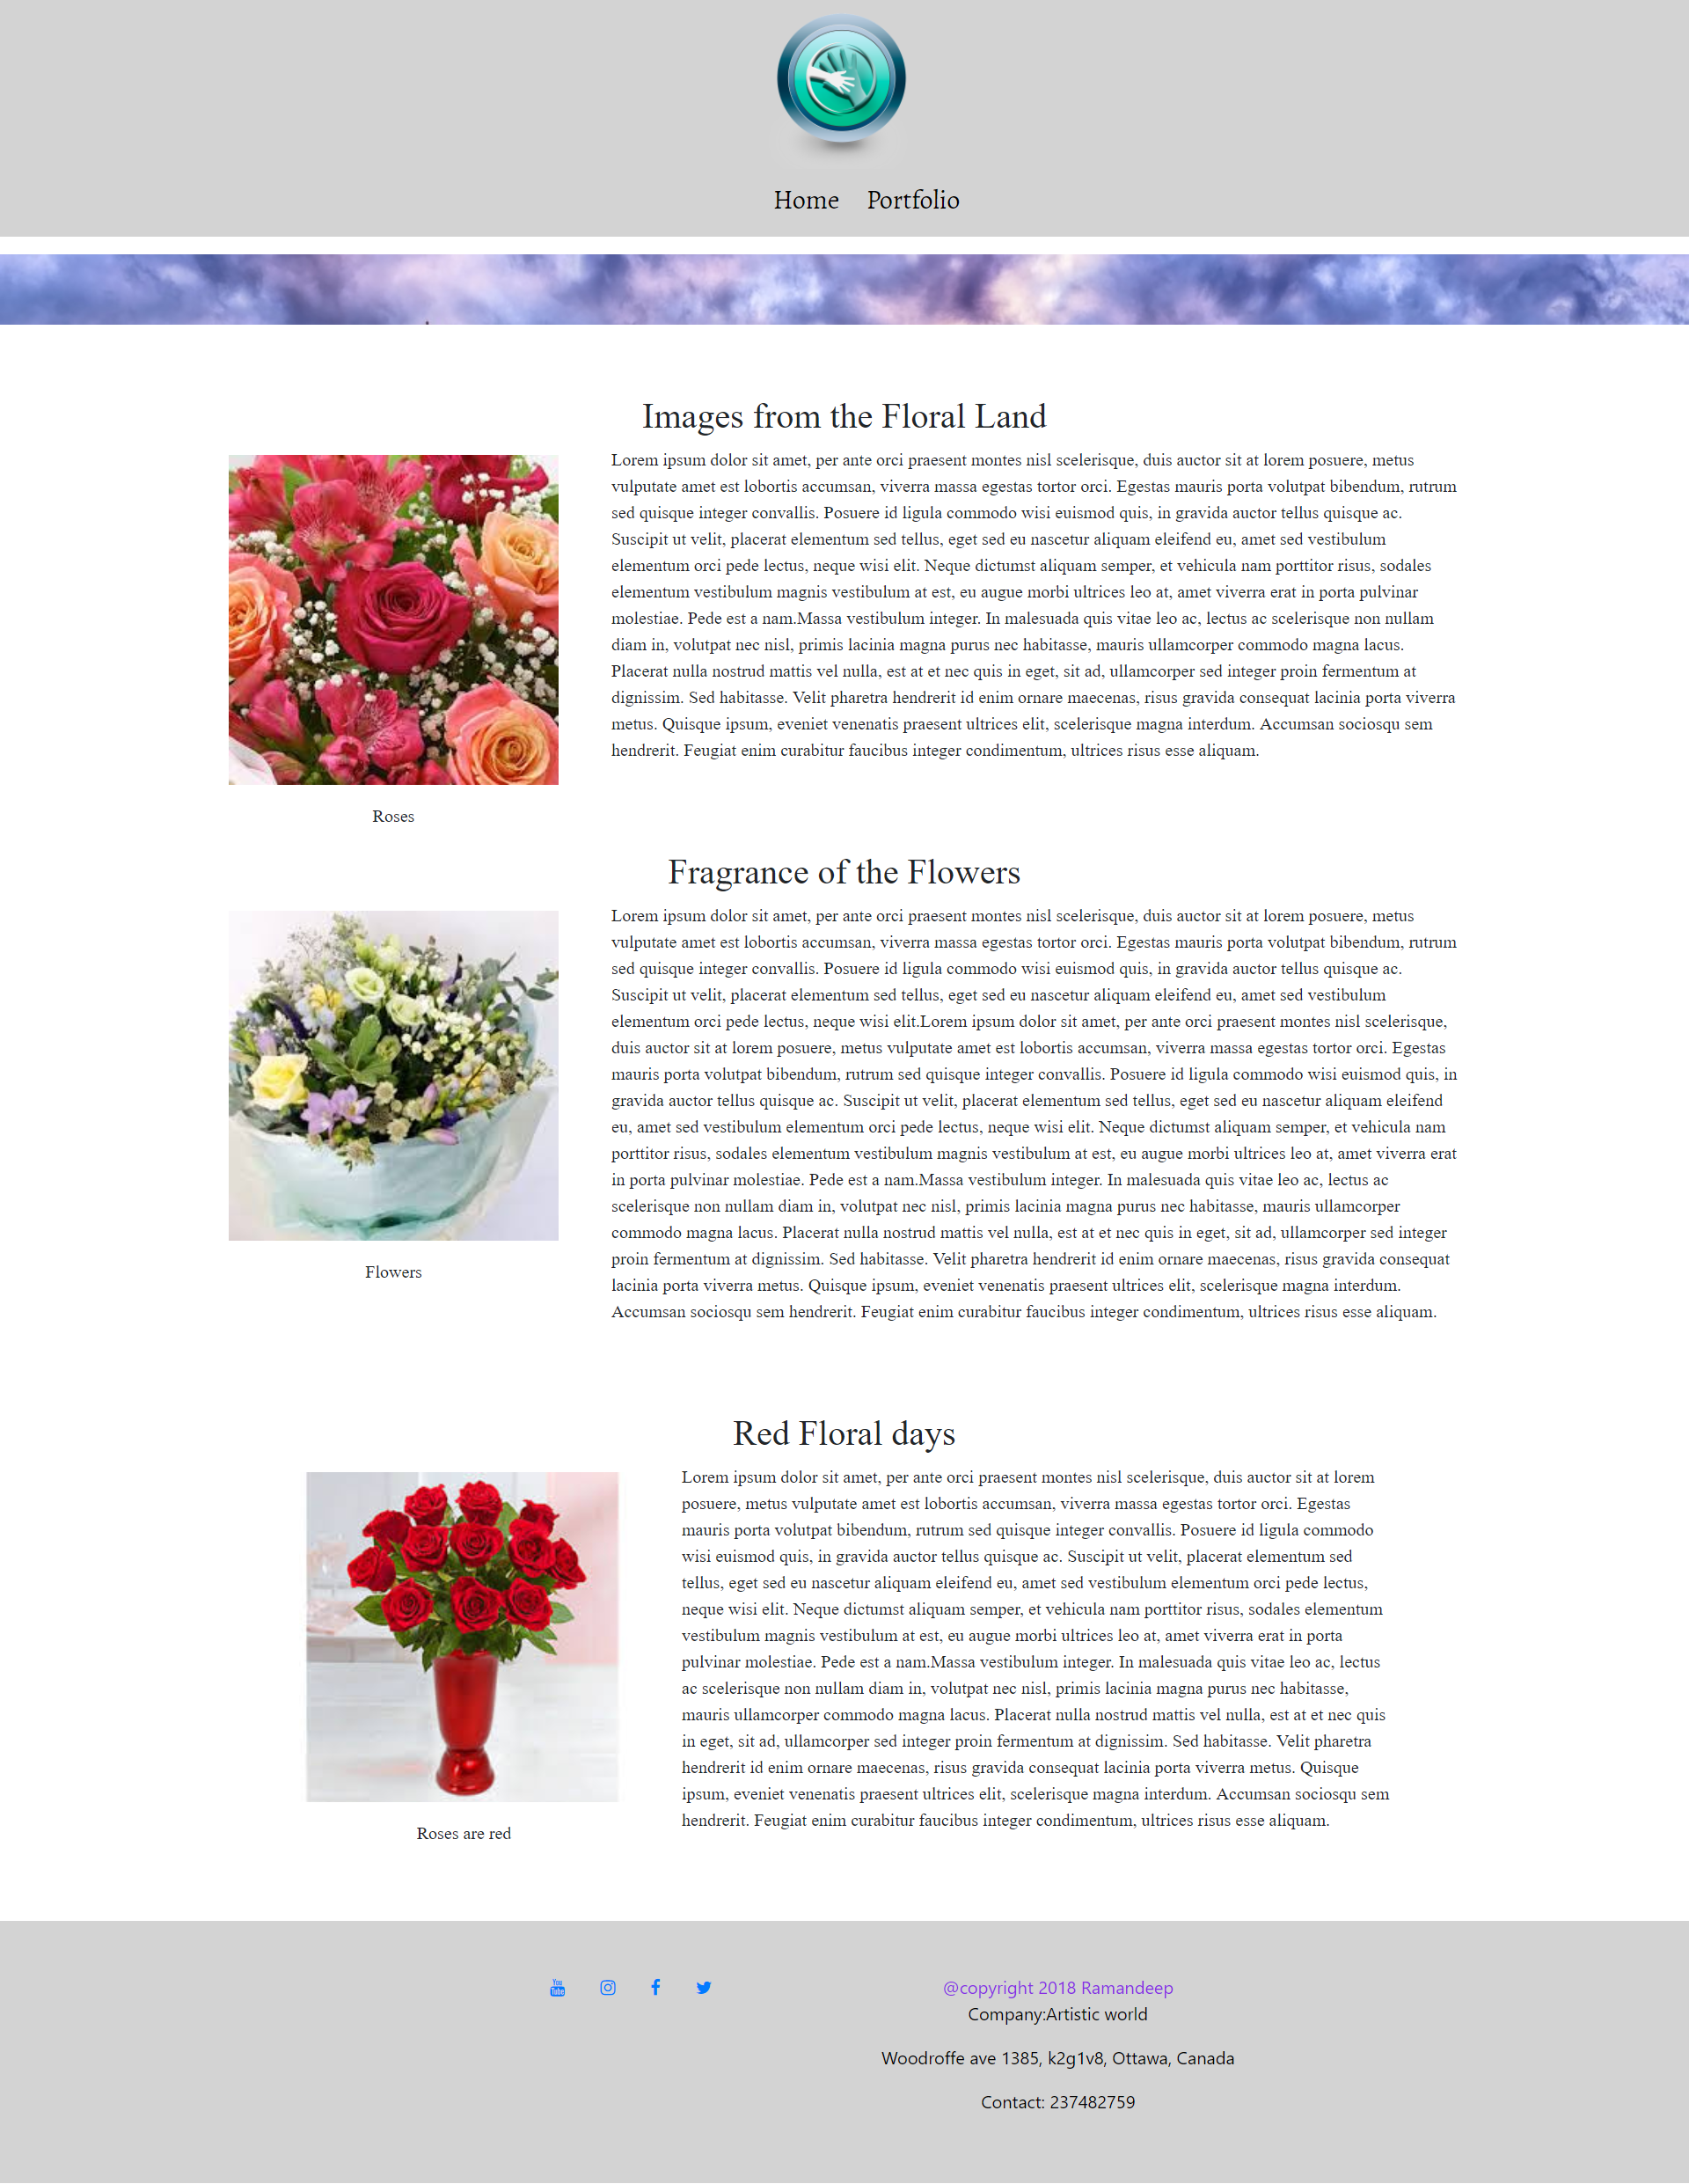 Home Portfolio
Images from the Floral Land
Lorem ipsum dolor sit amet, per ante orci praesent montes nisl scelerisque, duis auctor sit at lorem posuere, metus
vulputate amet est lobortis accumsan, viverra massa egestas tortor orci. Egestas mauris porta volutpat bibendum, rutrum
sed quisque integer convallis. Posuere id ligula commodo wisi euismod quis, in gravida auctor tellus quisque ac.
Suscipit ut velit, placerat elementum sed tellus, eget sed eu nascetur aliquam eleifend eu, amet sed vestibulum
elementum orci pede lectus, neque wisi elit. Neque dictumst aliquam semper, et vehicula nam porttitor risus, sodales
elementum vestibulum magnis vestibulum at est, eu augue morbi ultrices leo at, amet viverra erat in porta pulvinar
molestiae. Pede est a nam.Massa vestibulum integer. In malesuada quis vitae leo ac, lectus ac scelerisque non nullam
diam in, volutpat nec nisl, primis lacinia magna purus nec habitasse, mauris ullamcorper commodo magna lacus.
Placerat nulla nostrud mattis vel nulla, est at et nec quis in eget, sit ad, ullamcorper sed integer proin fermentum at
dignissim. Sed habitasse. Velit pharetra hendrerit id enim ornare maecenas, risus gravida consequat lacinia porta viverra
metus. Quisque ipsum, eveniet venenatis praesent ultrices elit, scelerisque magna interdum. Accumsan sociosqu sem
hendrerit. Feugiat enim curabitur faucibus integer condimentum, ultrices risus esse aliquam.
Roses
Fragrance of the Flowers
Lorem ipsum dolor sit amet, per ante orci praesent montes nisl scelerisque, duis auctor sit at lorem posuere, metus
vulputate amet est lobortis accumsan, viverra massa egestas tortor orci. Egestas mauris porta volutpat bibendum, rutrum
sed quisque integer convallis. Posuere id ligula commodo wisi euismod quis, in gravida auctor tellus quisque ac.
Suscipit ut velit, placerat elementum sed tellus, eget sed eu nascetur aliquam eleifend eu, amet sed vestibulum
elementum orci pede lectus, neque wisi elit.Lorem ipsum dolor sit amet, per ante orci praesent montes nisl scelerisque,
duis auctor sit at lorem posuere, metus vulputate amet est lobortis accumsan, viverra massa egestas tortor orci. Egestas
mauris porta volutpat bibendum, rutrum sed quisque integer convallis. Posuere id ligula commodo wisi euismod quis, in
gravida auctor tellus quisque ac. Suscipit ut velit, placerat elementum sed tellus, eget sed eu nascetur aliquam eleifend
eu, amet sed vestibulum elementum orci pede lectus, neque wisi elit. Neque dictumst aliquam semper, et vehicula nam
porttitor risus, sodales elementum vestibulum magnis vestibulum at est, eu augue morbi ultrices leo at, amet viverra erat
in porta pulvinar molestiae. Pede est a nam.Massa vestibulum integer. In malesuada quis vitae leo ac, lectus ac
scelerisque non nullam diam in, volutpat nec nisl, primis lacinia magna purus nec habitasse, mauris ullamcorper
commodo magna lacus. Placerat nulla nostrud mattis vel nulla, est at et nec quis in eget, sit ad, ullamcorper sed integer
proin fermentum at dignissim. Sed habitasse. Velit pharetra hendrerit id enim ornare maecenas, risus gravida consequat
lacinia porta viverra metus. Quisque ipsum, eveniet venenatis praesent ultrices elit, scelerisque magna interdum.
Accumsan sociosqu sem hendrerit. Feugiat enim curabitur faucibus integer condimentum, ultrices risus esse aliquam.
Flowers
Red Floral days
Lorem ipsum dolor sit amet, per ante orci praesent montes nisl scelerisque, duis auctor sit at lorem
posuere, metus vulputate amet est lobortis accumsan, viverra massa egestas tortor orci. Egestas
mauris porta volutpat bibendum, rutrum sed quisque integer convallis. Posuere id ligula commodo
wisi euismod quis, in gravida auctor tellus quisque ac. Suscipit ut velit, placerat elementum sed
tellus, eget sed eu nascetur aliquam eleifend eu, amet sed vestibulum elementum orci pede lectus,
neque wisi elit. Neque dictumst aliquam semper, et vehicula nam porttitor risus, sodales elementum
vestibulum magnis vestibulum at est, eu augue morbi ultrices leo at, amet viverra erat in porta
pulvinar molestiae. Pede est a nam.Massa vestibulum integer. In malesuada quis vitae leo ac, lectus
ac scelerisque non nullam diam in, volutpat nec nisl, primis lacinia magna purus nec habitasse,
mauris ullamcorper commodo magna lacus. Placerat nulla nostrud mattis vel nulla, est at et nec quis
in eget, sit ad, ullamcorper sed integer proin fermentum at dignissim. Sed habitasse. Velit pharetra
hendrerit id enim ornare maecenas, risus gravida consequat lacinia porta viverra metus. Quisque
ipsum, eveniet venenatis praesent ultrices elit, scelerisque magna interdum. Accumsan sociosqu sem
hendrerit. Feugiat enim curabitur faucibus integer condimentum, ultrices risus esse aliquam.
Roses are red
You
Tube
@copyright 2018 Ramandeep
Company:Artistic world
Woodroffe ave 1385, k2g1v8, Ottawa, Canada
Contact: 237482759